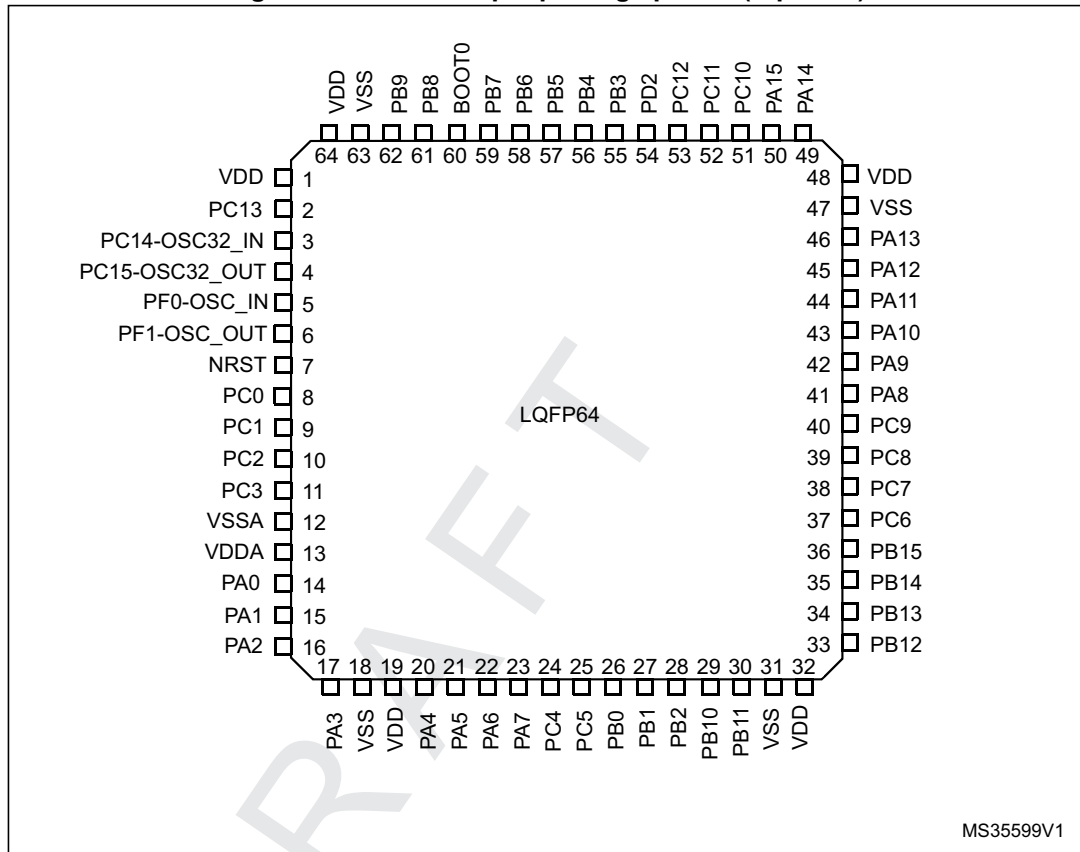 VDD
VSS
PB9
PB8
BOOT0
PB7
PB6
PB5
PB4
PB3
PD2
PC12
PC11
PC10
PA15
PA14
64 63 62 61 60 59 58 57 56 55 54 53 52 51 50 49
VDD 1
PC13 2
PC14-OSC32_IN 3
PC15-OSC32_OUT 4
PF0-OSC_IN 5
PF1-OSC_OUT 6
NRST 7
PC0 8
PC1 9
PC2 10
PC3 11
VSSA 12
VDDA 13
PA0 14
PA1 15
PA2 16
LQFP64
48 VDD
47 VSS
46 PA13
45 PA12
44 PA11
43 PA10
42 PA9
41 PA8
40 PC9
39 PC8
38 PC7
37 PC6
36 PB15
35 PB14
34 PB13
33 PB12
17 18 19 20 21 22 23 24 25 26 27 28 29 30 31 32
PA3
VSS
VDD
PA4
PA5
PA6
PA7
PC4
PC5
PB0
PB1
PB2
PB10
PB11
VSS
VDD
RAFT
MS35599V1